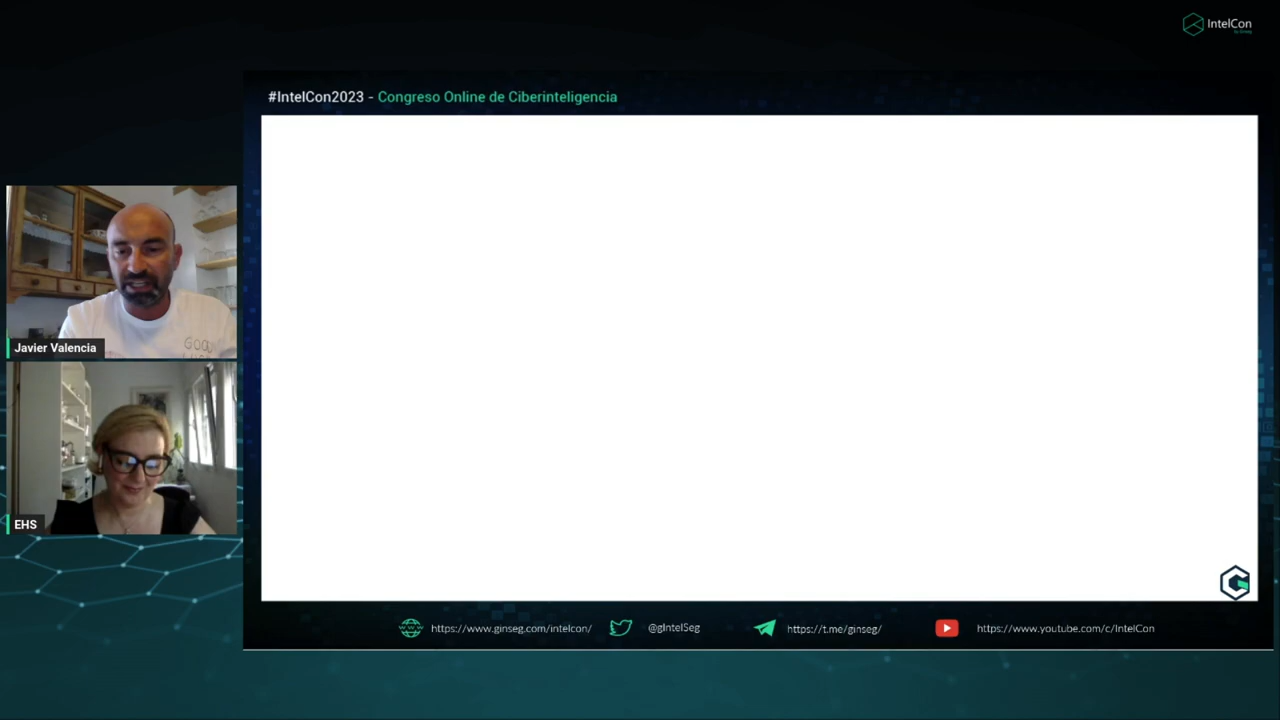 IntelCon
#IntelCon2023 - Congreso Online de Ciberinteligencia
GOOD
Javier Valencia
EHS
https://www.ginseg.com/intelcon/
@gIntelSeg
https://t.me/ginseg/
https://www.youtube.com/c/IntelCon